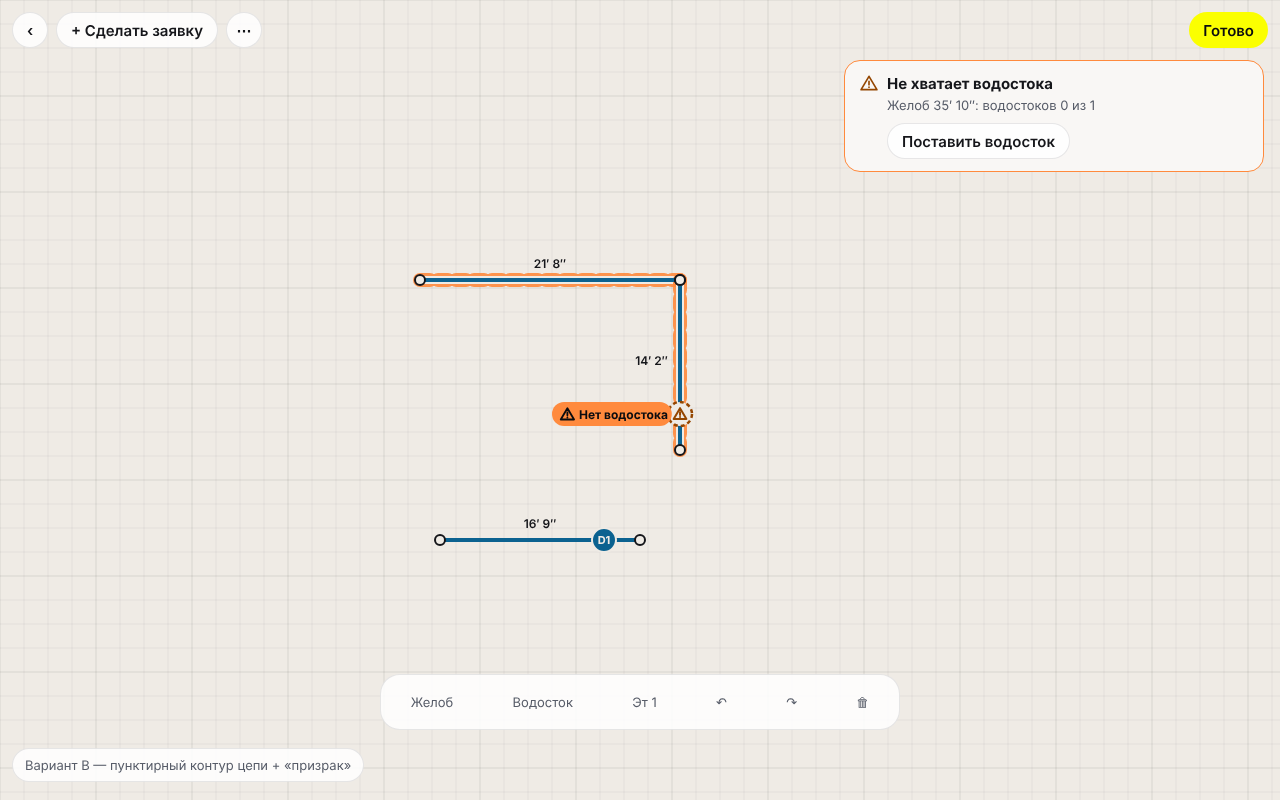 ‹
+ Сделать заявку
⋯
Готово
Не хватает водостока
Желоб 35′ 10″: водостоков 0 из 1
Поставить водосток
21′ 8″
14′ 2″
Нет водостока
16′ 9″
D1
Желоб
Водосток
Эт 1
↶
↷
Вариант B — пунктирный контур цепи + «призрак»